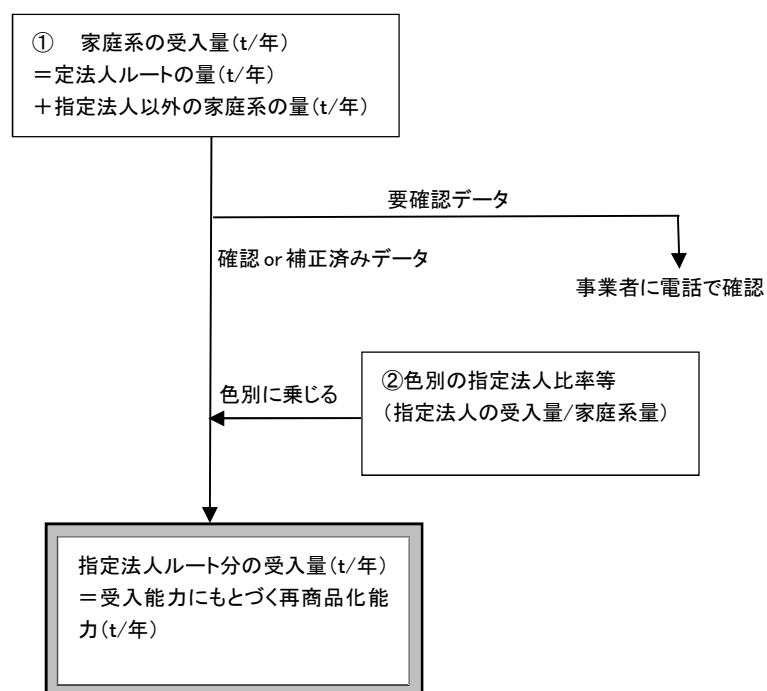 ① 家庭系の受入量(t/年)
＝定法人ルートの量(t/年)
＋指定法人以外の家庭系の量(t/年)
要確認データ
確認 or 補正済みデータ
事業者に電話で確認
色別に乗じる
②色別の指定法人比率等
(指定法人の受入量/家庭系量)
指定法人ルート分の受入量(t/年)
＝受入能力にもとづく再商品化能
力(t/年)